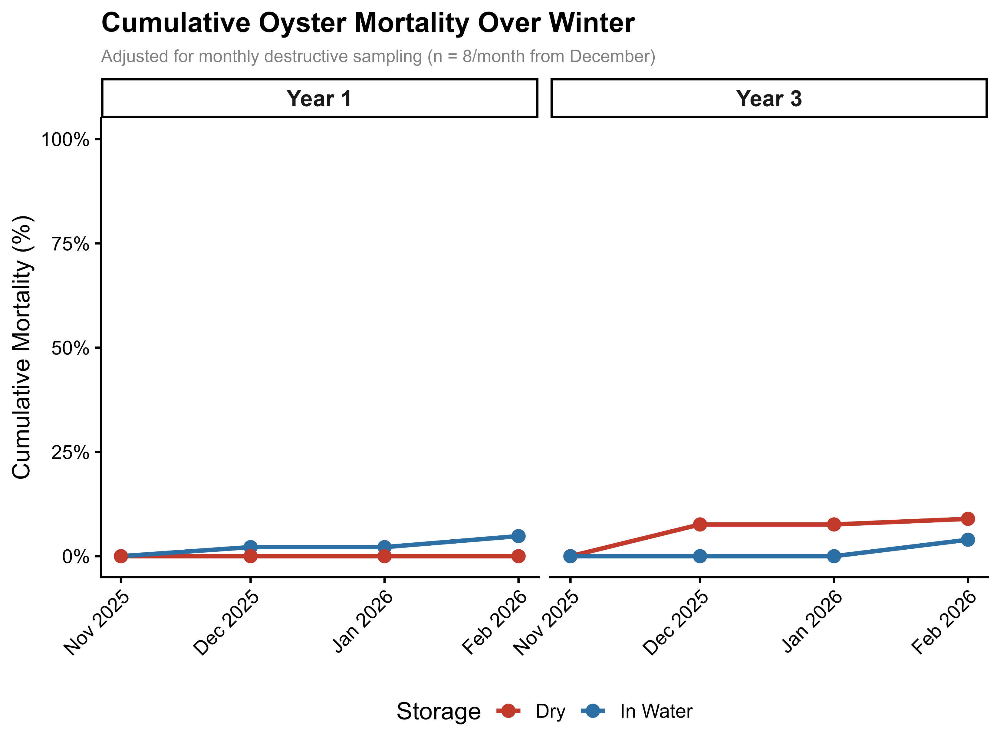 Cumulative Oyster Mortality Over Winter
Adjusted for monthly destructive sampling (n = 8/month from December)
Year 1
Year 3
Cumulative Mortality (%)
100%
75%
50%
25%
0%
Nov 2025
Dec 2025
Jan 2026
Feb 2026
Nov 2025
Dec 2025
Jan 2026
Feb 2026
Storage Dry In Water